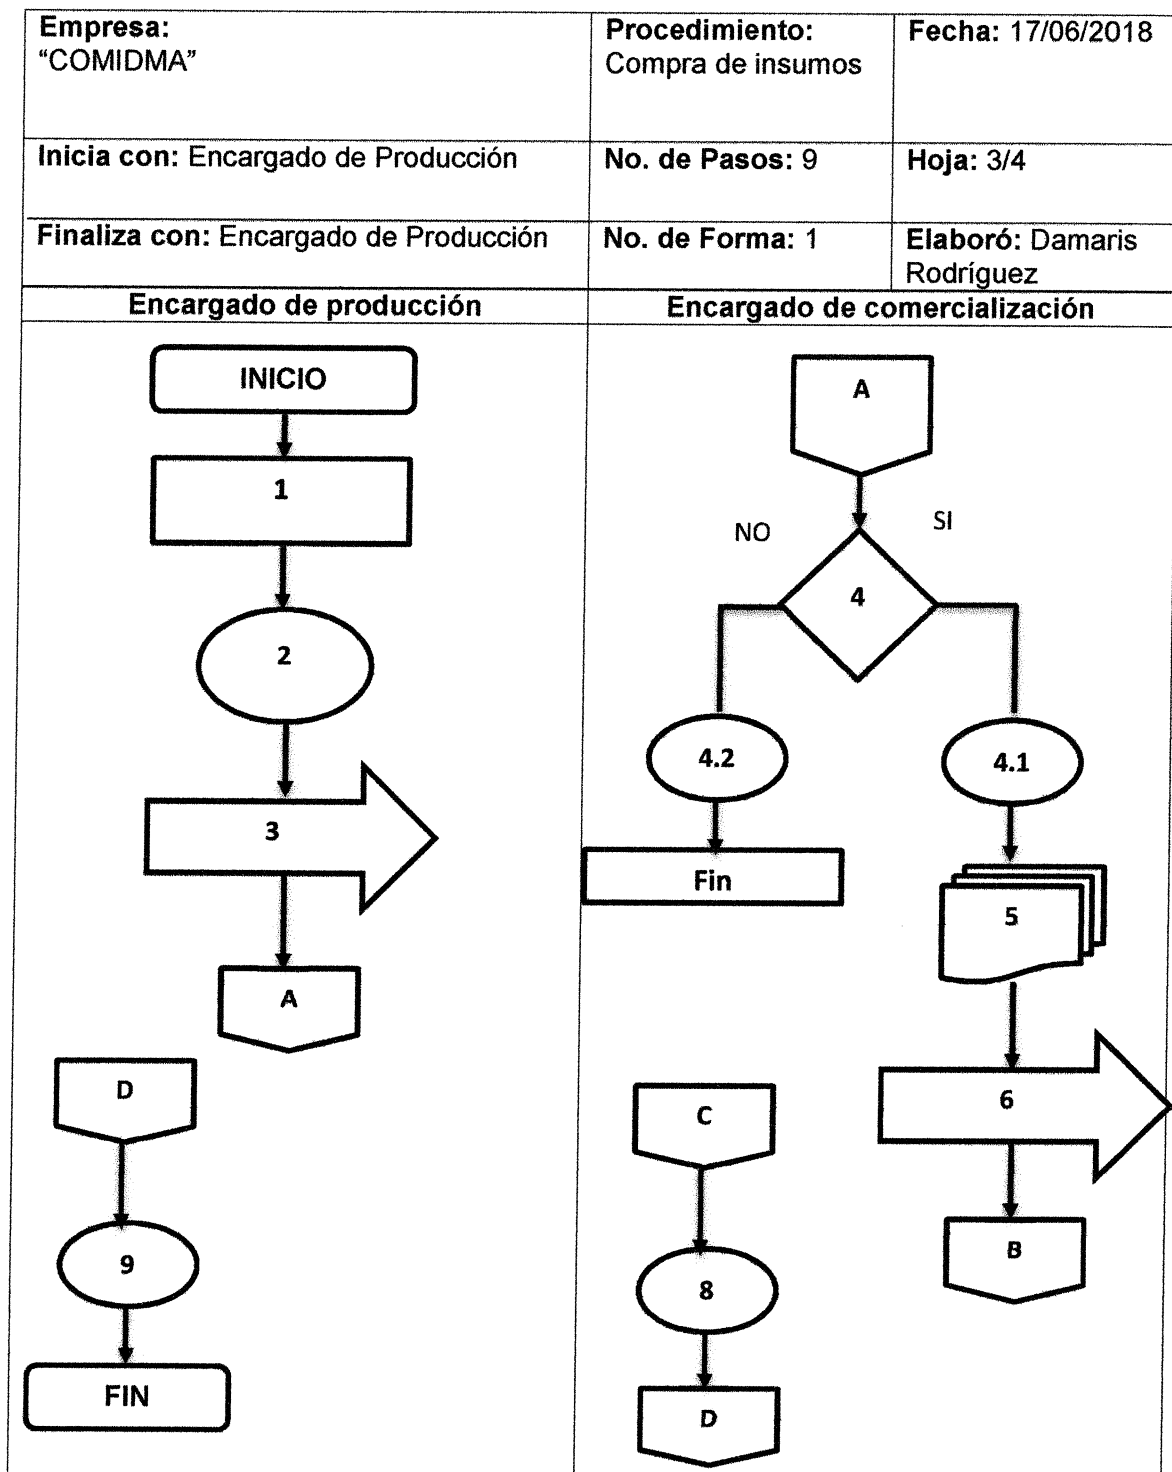 Empresa:
“COMIDMA”
Procedimiento:
Compra de insumos
Fecha: 17/06/2018
Inicia con: Encargado de Producción
No. de Pasos: 9
Hoja: 3/4
Finaliza con: Encargado de Producción
No. de Forma: 1
Elaboró: Damaris
Rodríguez
Encargado de producción
INICIO
1
2
3
A
D
9
FIN
Encargado de comercialización
A
NO
SI
4
4.2
4.1
Fin
5
6
C
B
8
D